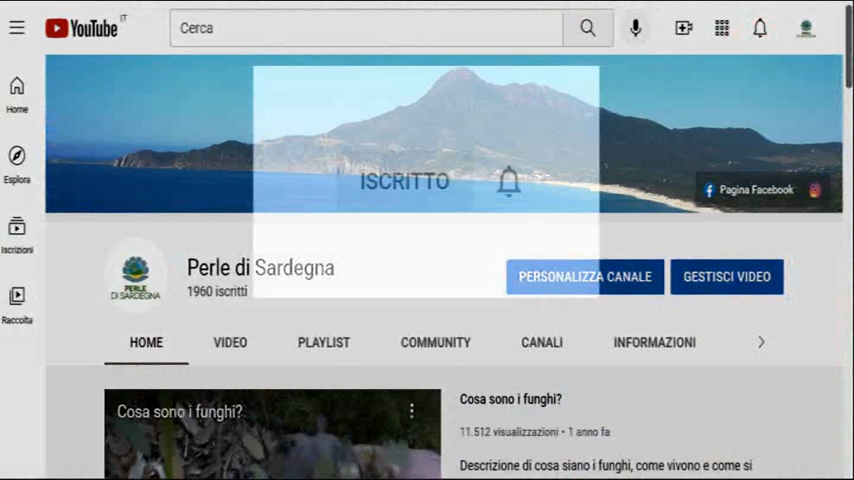 YouTube IT
Cerca
Home
Esplora
Iscrizioni
Raccolta
ISCRITTO
Pagina Facebook
PERLE
DI SARDEGNA
Perle di Sardegna
1960 iscritti
PERSONALIZZA CANALE
GESTISCI VIDEO
HOME VIDEO PLAYLIST COMMUNITY CANALI INFORMAZIONI
Cosa sono i funghi?
Cosa sono i funghi?
11.512 visualizzazioni • 1 anno fa
Descrizione di cosa siano i funghi, come vivono e come si